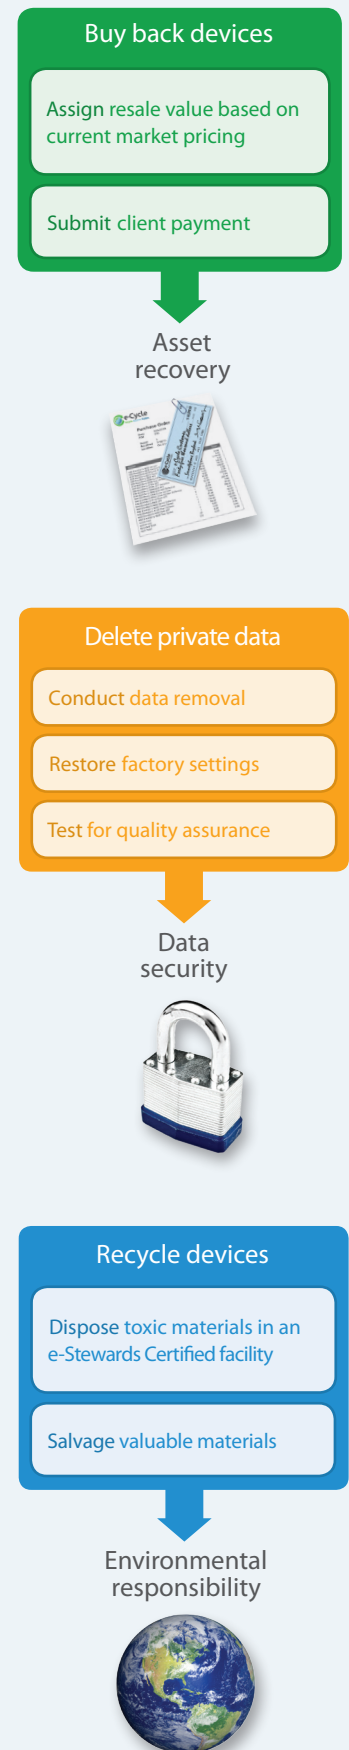 Buy back devices
Assign resale value based on
current market pricing
Submit client payment
Asset
recovery
e-Cycle
Purchase Order
Delete private data
Conduct data removal
Restore factory settings
Test for quality assurance
Data
security
Recycle devices
Dispose toxic materials in an
e-Stewards Certified facility
Salvage valuable materials
Environmental
responsibility